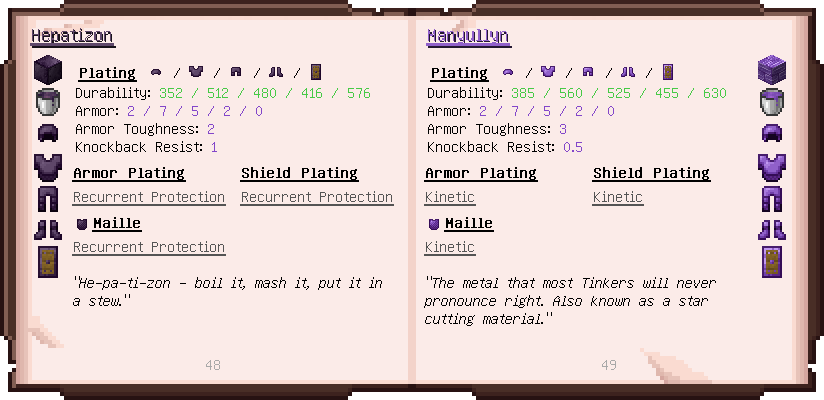 Hepatizon
Plating / / / /
Durability: 352 / 512 / 480 / 416 / 576
Armor: 2 / 7 / 5 / 2 / 0
Armor Toughness: 2
Knockback Resist: 1
Armor Plating Shield Plating
Recurrent Protection Recurrent Protection
Maille
Recurrent Protection
"He-pa-ti-zon - boil it, mash it, put it in
a stew."
48
Manyullyn
Plating / / / /
Durability: 385 / 560 / 525 / 455 / 630
Armor: 2 / 7 / 5 / 2 / 0
Armor Toughness: 3
Knockback Resist: 0.5
Armor Plating Shield Plating
Kinetic Kinetic
Maille
Kinetic
"The metal that most Tinkers will never
pronounce right. Also known as a star
cutting material."
49